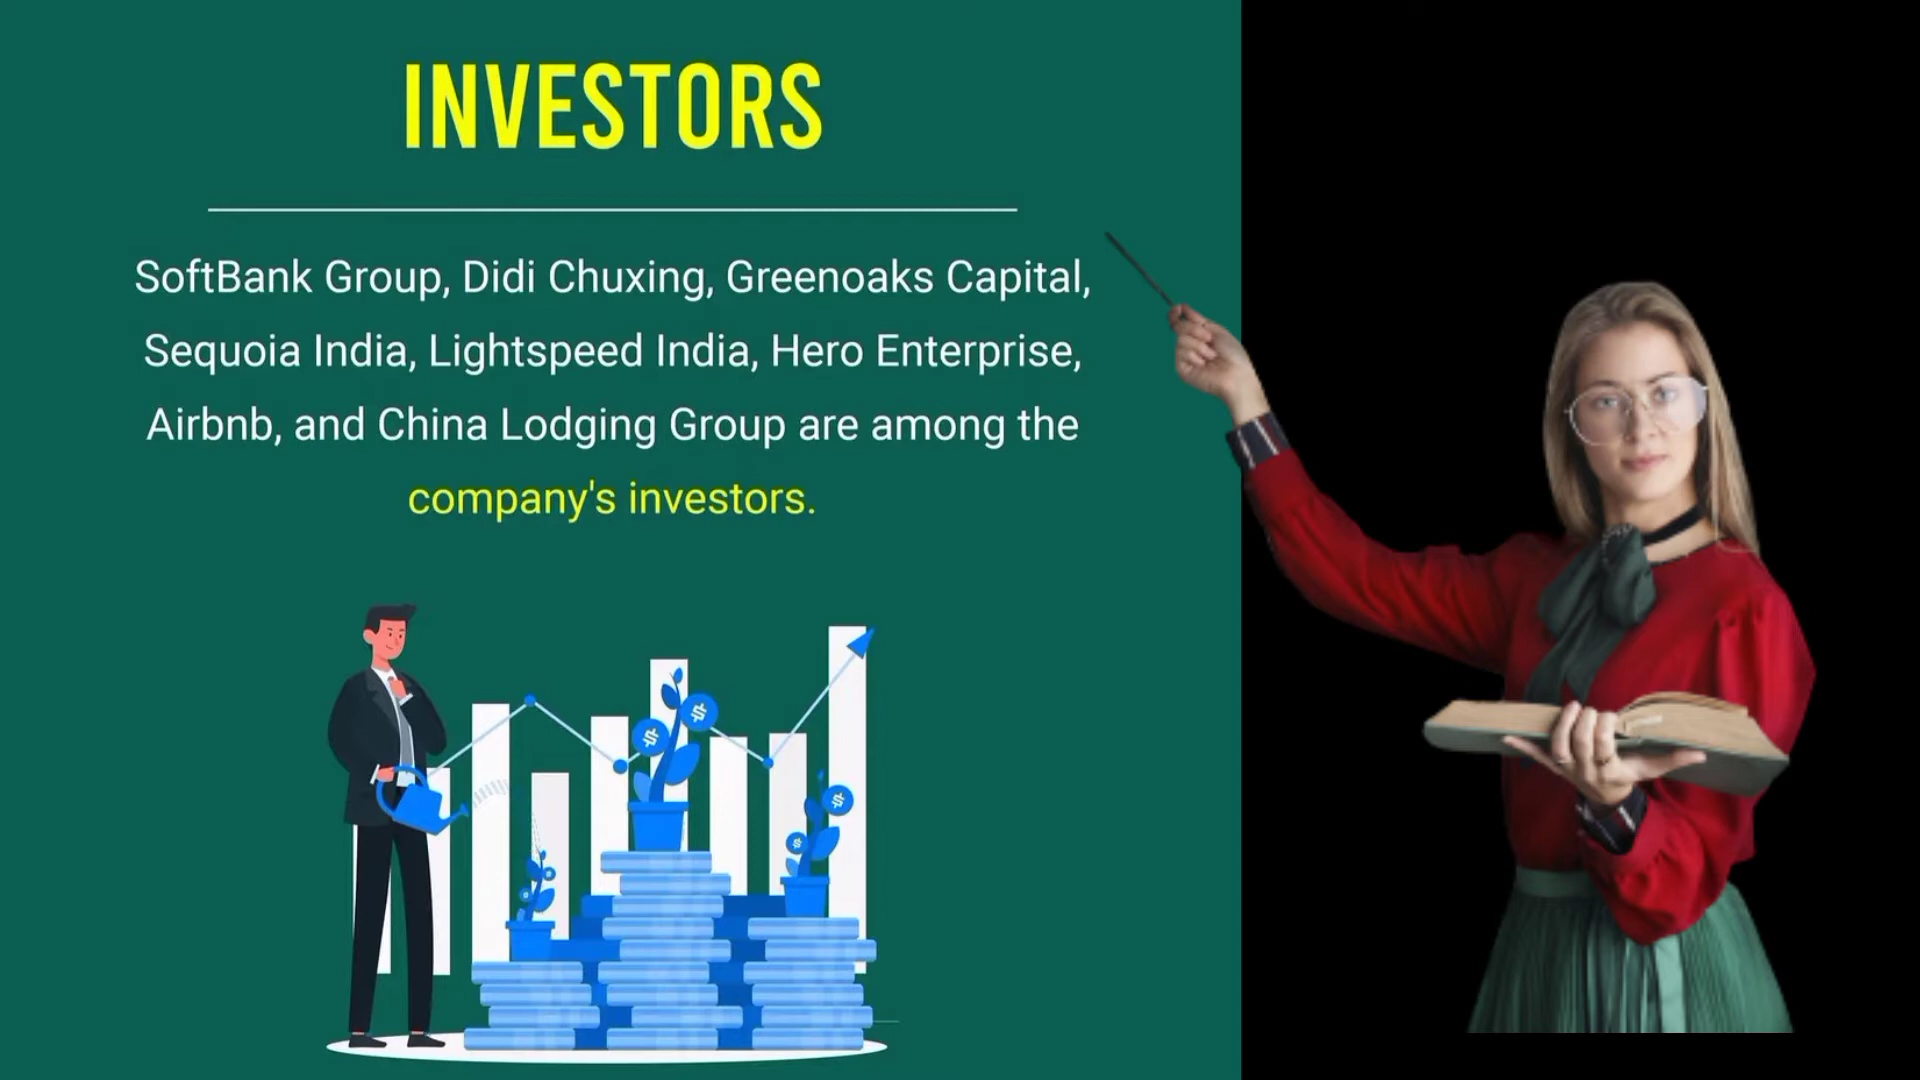 INVESTORS
SoftBank Group, Didi Chuxing, Greenoaks Capital,
Sequoia India, Lightspeed India, Hero Enterprise,
Airbnb, and China Lodging Group are among the
company's investors.